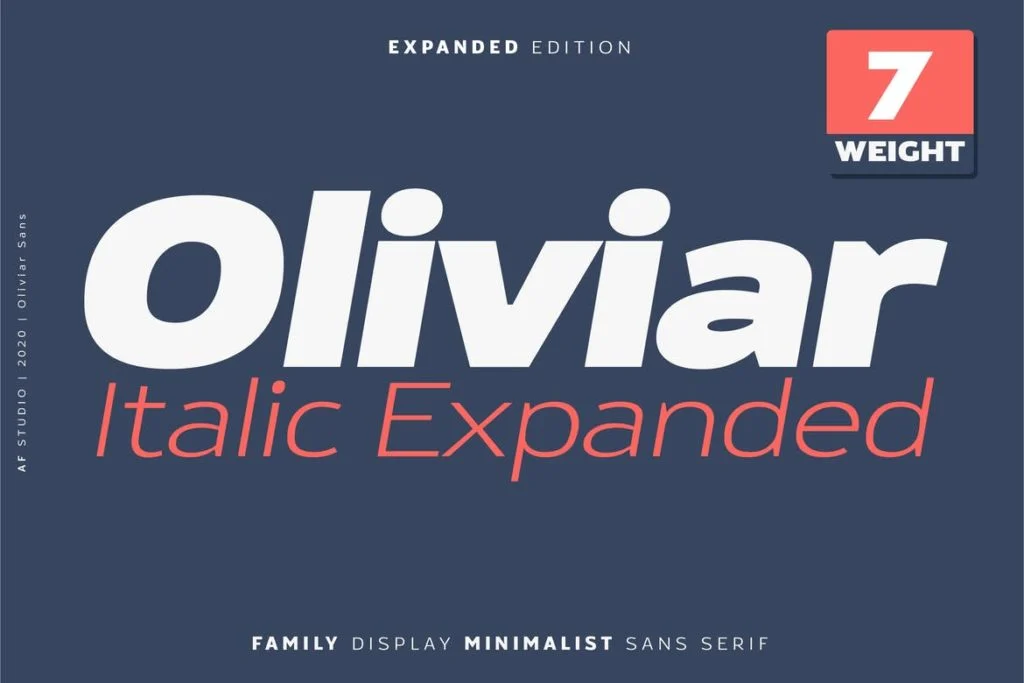 EXPANDED EDITION
7
WEIGHT
Oliviar
Italic Expanded
AF STUDIO | 2020 | Oliviar Sans
FAMILY DISPLAY MINIMALIST SANS SERIF